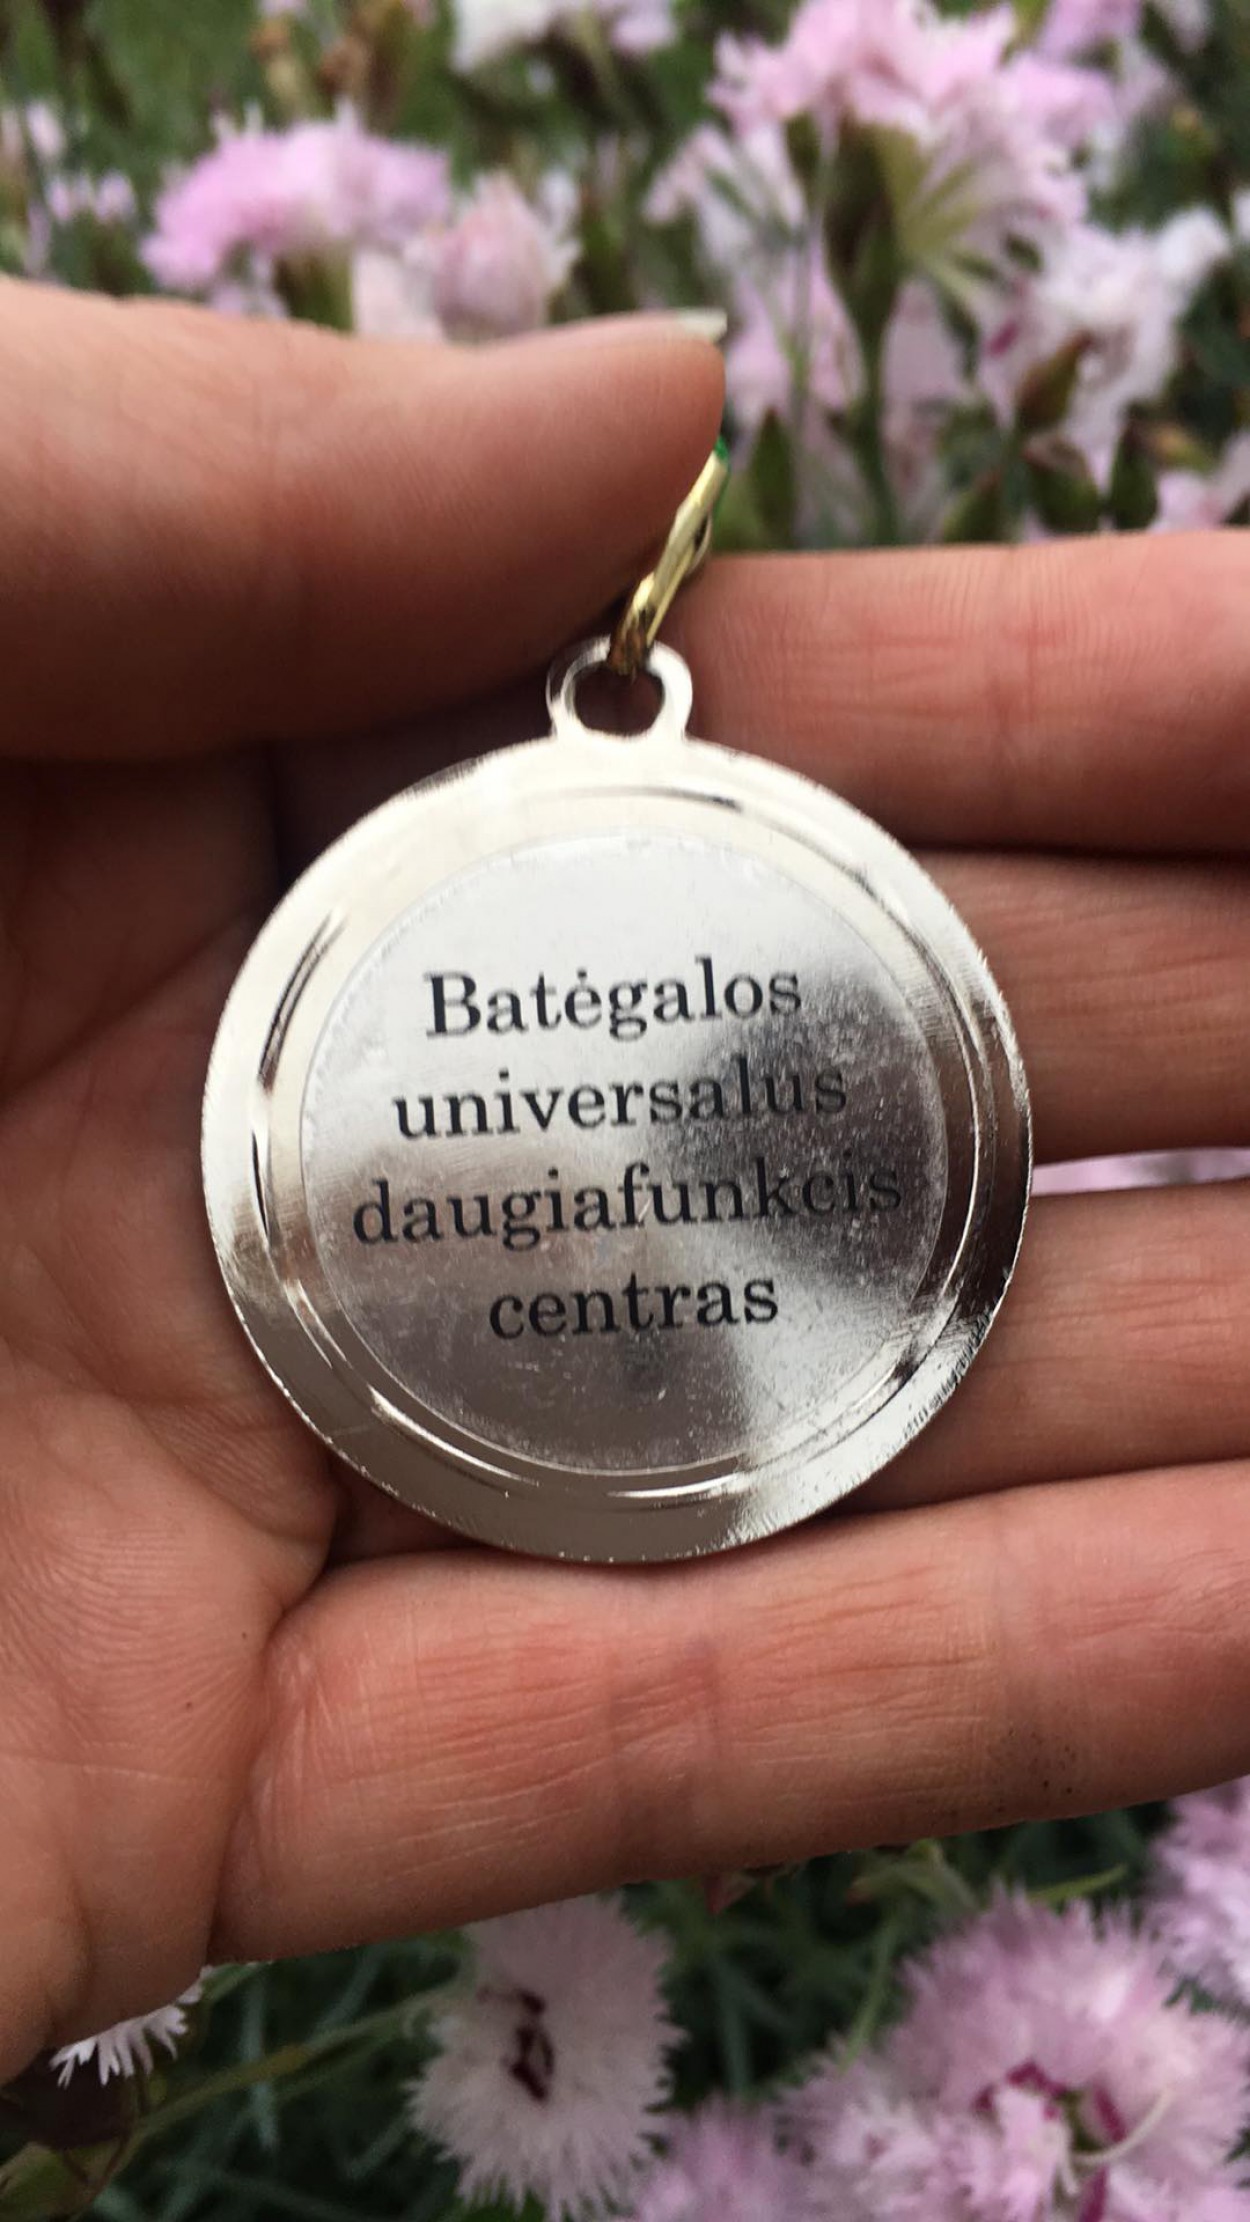 Batėgalos
universalus
daugiafunkcis
centras